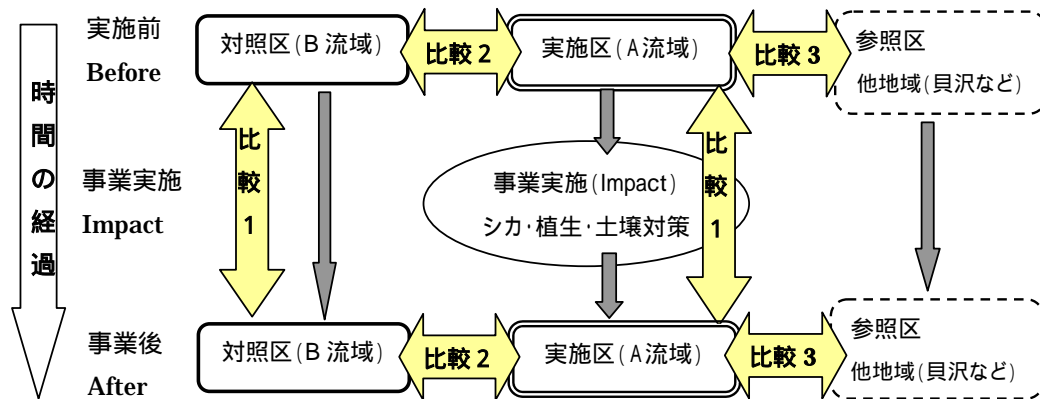 時間の経過
実施前
Before
対照区(B 流域)
比較 2
実施区(A流域)
比較 3
参照区
他地域(貝沢など)
比較1
比較1
事業実施
Impact
事業実施(Impact)
シカ・植生・土壌対策
事業後
After
対照区(B 流域)
比較 2
実施区(A流域)
比較 3
参照区
他地域(貝沢など)